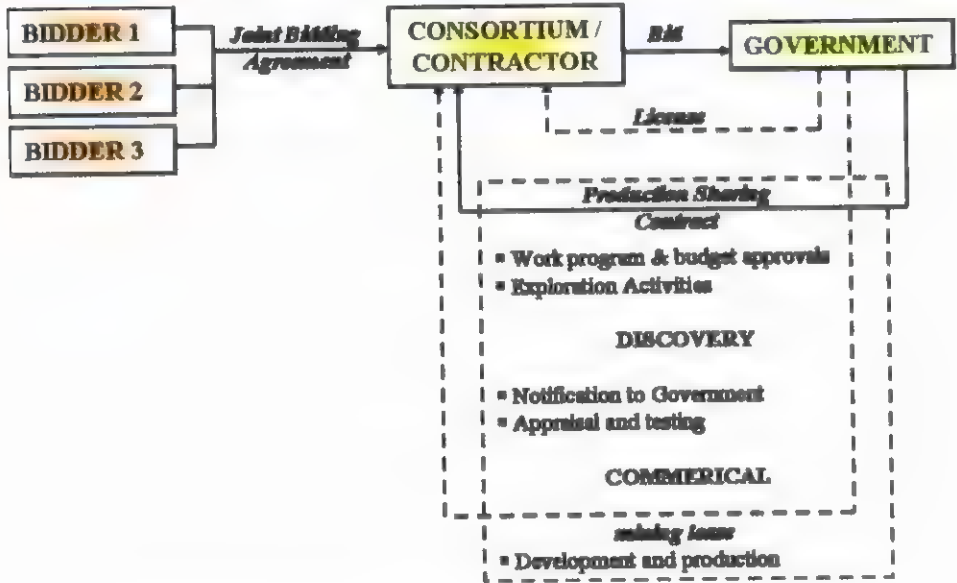 BIDDER 1
BIDDER 2
BIDDER 3
Joint Bidding
Agreement
CONSORTIUM /
CONTRACTOR
Bid
GOVERNMENT
License
Production Sharing
Contract
▪ Work program & budget approvals
▪ Exploration Activities
DISCOVERY
▪ Notification to Government
▪ Appraisal and testing
COMMERICAL
mining lease
▪ Development and production